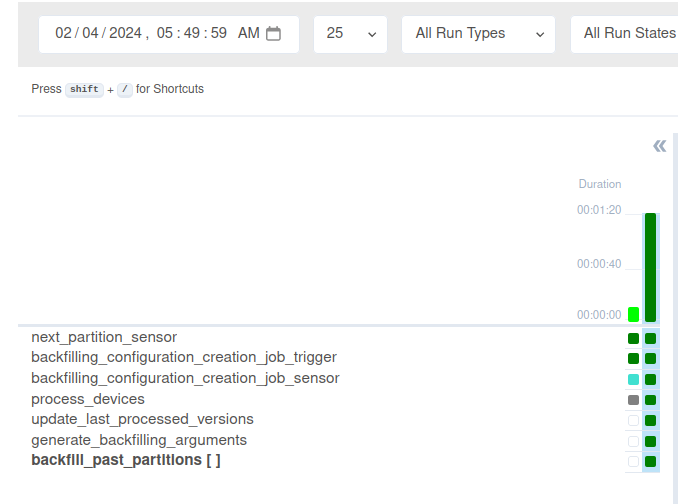 02 / 04 / 2024 , 05 : 49 : 59 AM 25 All Run Types All Run States
Press shift + / for Shortcuts
«
Duration
00:01:20
00:00:40
00:00:00
next_partition_sensor
backfilling_configuration_creation_job_trigger
backfilling_configuration_creation_job_sensor
process_devices
update_last_processed_versions
generate_backfilling_arguments
backfill_past_partitions [ ]